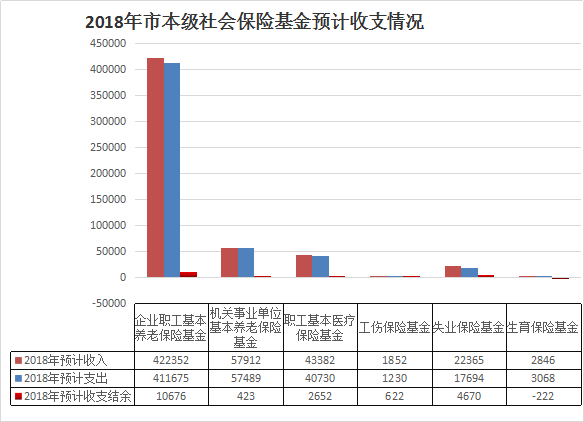 2018年市本级社会保险基金预计收支情况
450000
400000
350000
300000
250000
200000
150000
100000
50000
0
-50000
企业职工基本 机关事业单位 职工基本医疗 工伤保险基金 失业保险基金 生育保险基金
养老保险基金 基本养老保险 保险基金
基金
2018年预计收入 422352 57912 43382 1852 22365 2846
2018年预计支出 411675 57489 40730 1230 17694 3068
2018年预计收支结余 10676 423 2652 622 4670 -222